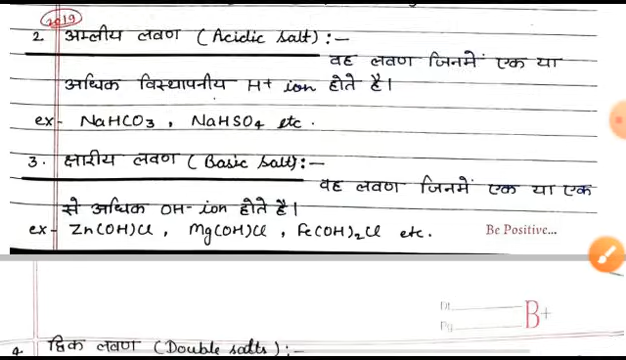 2019
2 अम्लीय लवण (Acidic salt) :-
वह लवण जिनमें एक या
अधिक विस्थापनीय H+ ion होते है।
ex- NaHCO3 , NaHSO4 etc .
3. क्षारीय लवण (Basic salt) :-
वह लवण जिनमें एक या एक
से अधिक OH- ion होते है।
ex- Zn(OH)Cl , Mg(OH)Cl , Fe(OH)2Cl etc.
Be Positive...
Dt.
Pg.
B+
4. द्विक लवण (Double salts) :-